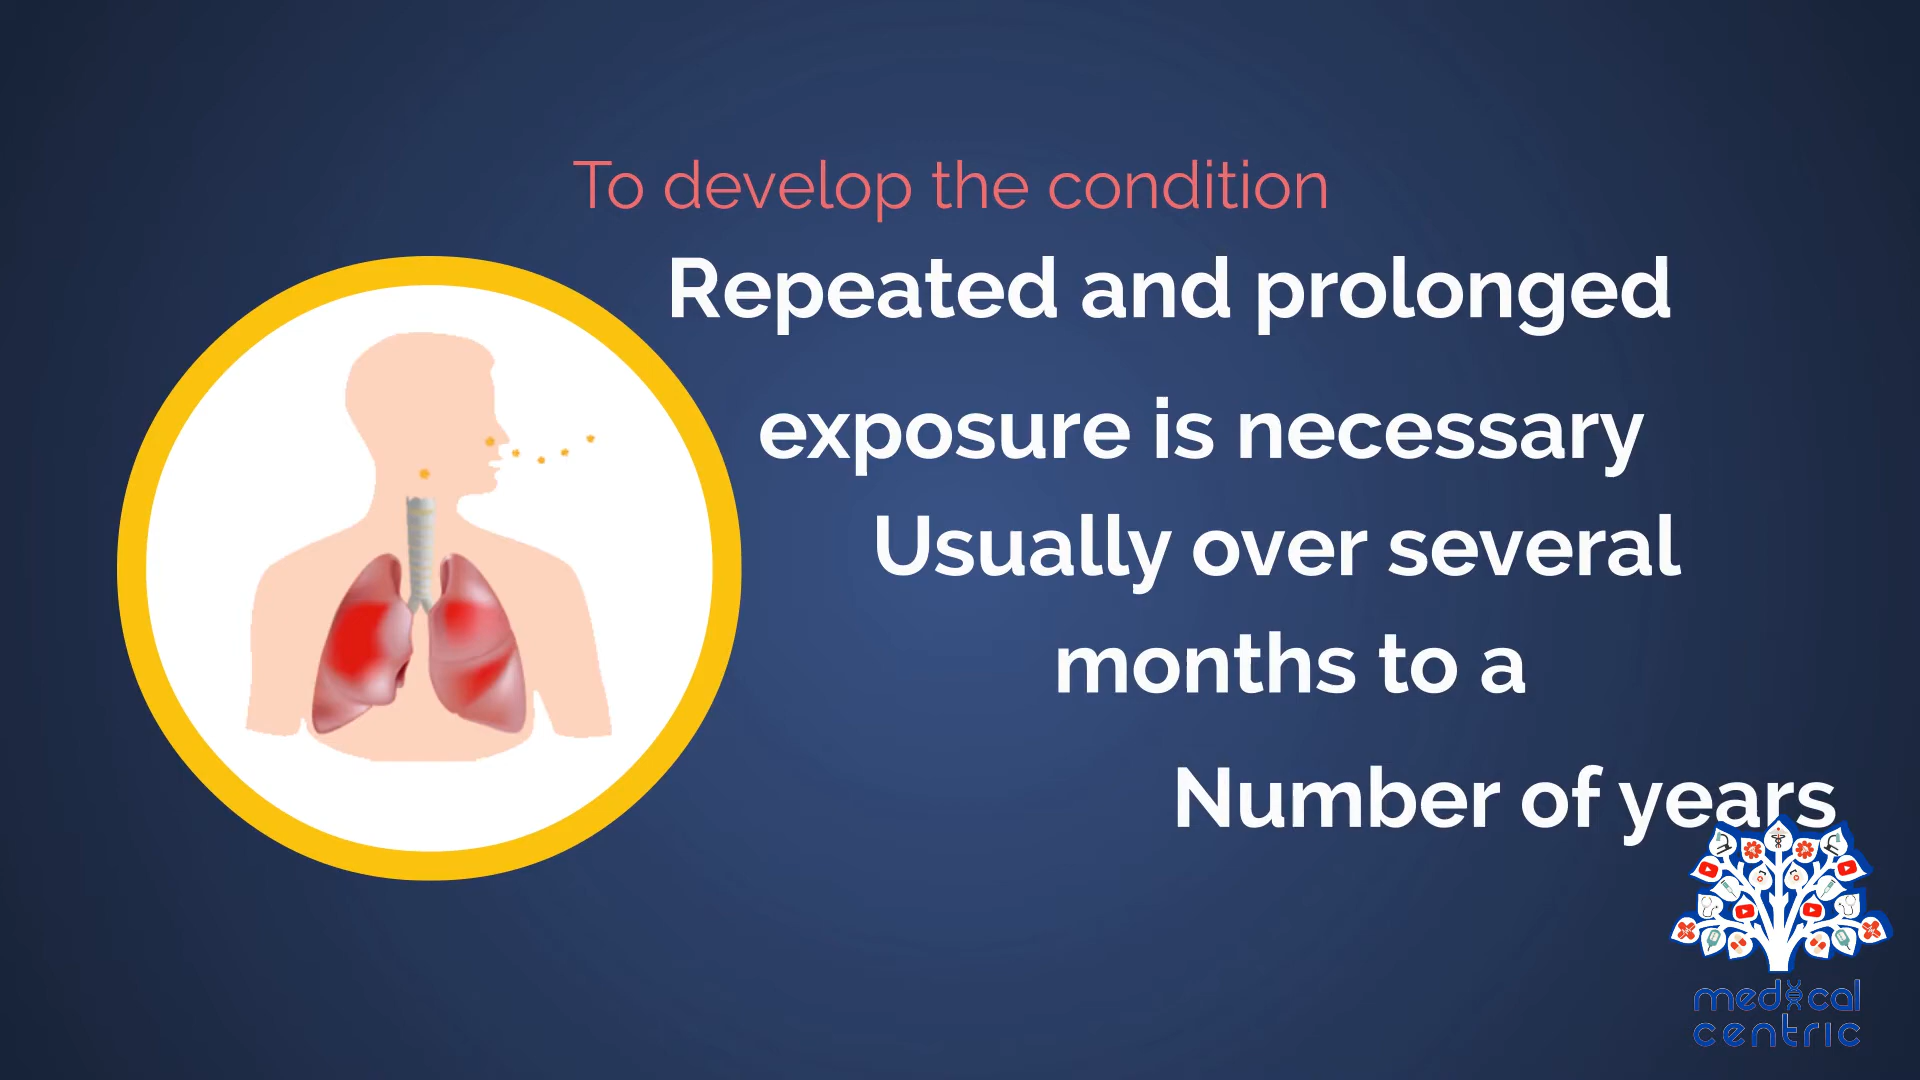 To develop the condition
Repeated and prolonged
exposure is necessary
Usually over several
months to a
Number of years
medical
centric